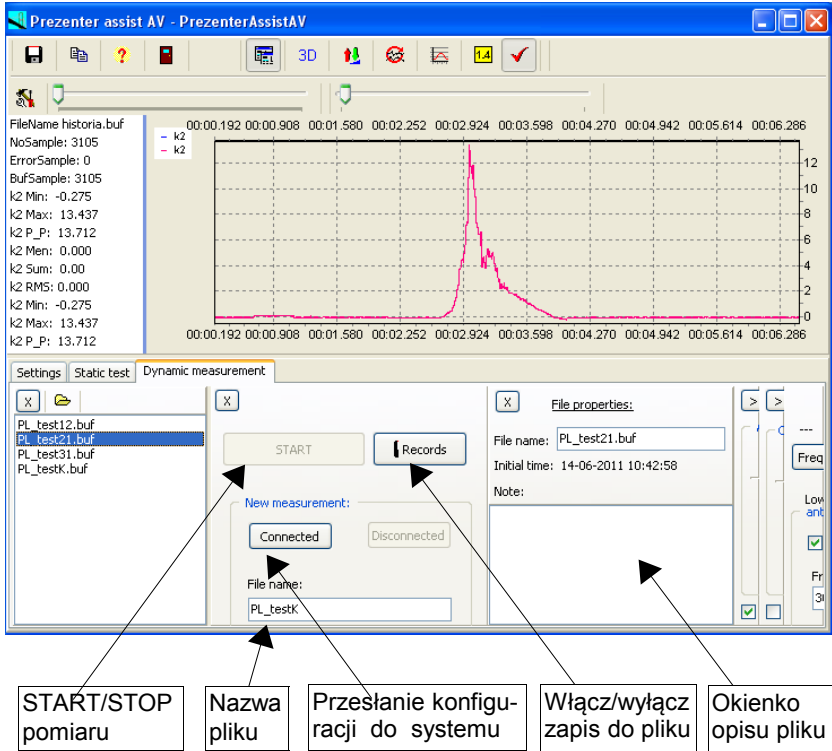 Prezenter assist AV - PrezenterAssistAV
3D
1.4
FileName historia.buf
NoSample: 3105
ErrorSample: 0
BufSample: 3105
k2 Min: -0.275
k2 Max: 13.437
k2 P_P: 13.712
k2 Men: 0.000
k2 Sum: 0.00
k2 RMS: 0.000
k2 Min: -0.275
k2 Max: 13.437
k2 P_P: 13.712
k2
k2
00:00.192 00:00.908 00:01.580 00:02.252 00:02.924 00:03.598 00:04.270 00:04.942 00:05.614 00:06.286
12
10
8
6
4
2
0
00:00.192 00:00.908 00:01.580 00:02.252 00:02.924 00:03.598 00:04.270 00:04.942 00:05.614 00:06.286
Settings Static test Dynamic measurement
X
PL_test12.buf
PL_test21.buf
PL_test31.buf
PL_testK.buf
X
START Records
New measurement:
Connected Disconnected
File name:
PL_testK
X File properties:
File name: PL_test21.buf
Initial time: 14-06-2011 10:42:58
Note:
> >
---
Freq
Low
ant
Fr
START/STOP
pomiaru
Nazwa
pliku
Przesłanie konfigu-
racji do systemu
Włącz/wyłącz
zapis do pliku
Okienko
opisu pliku